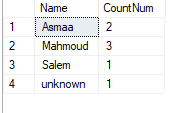 Name CountNum
1 Asmaa 2
2 Mahmoud 3
3 Salem 1
4 unknown 1